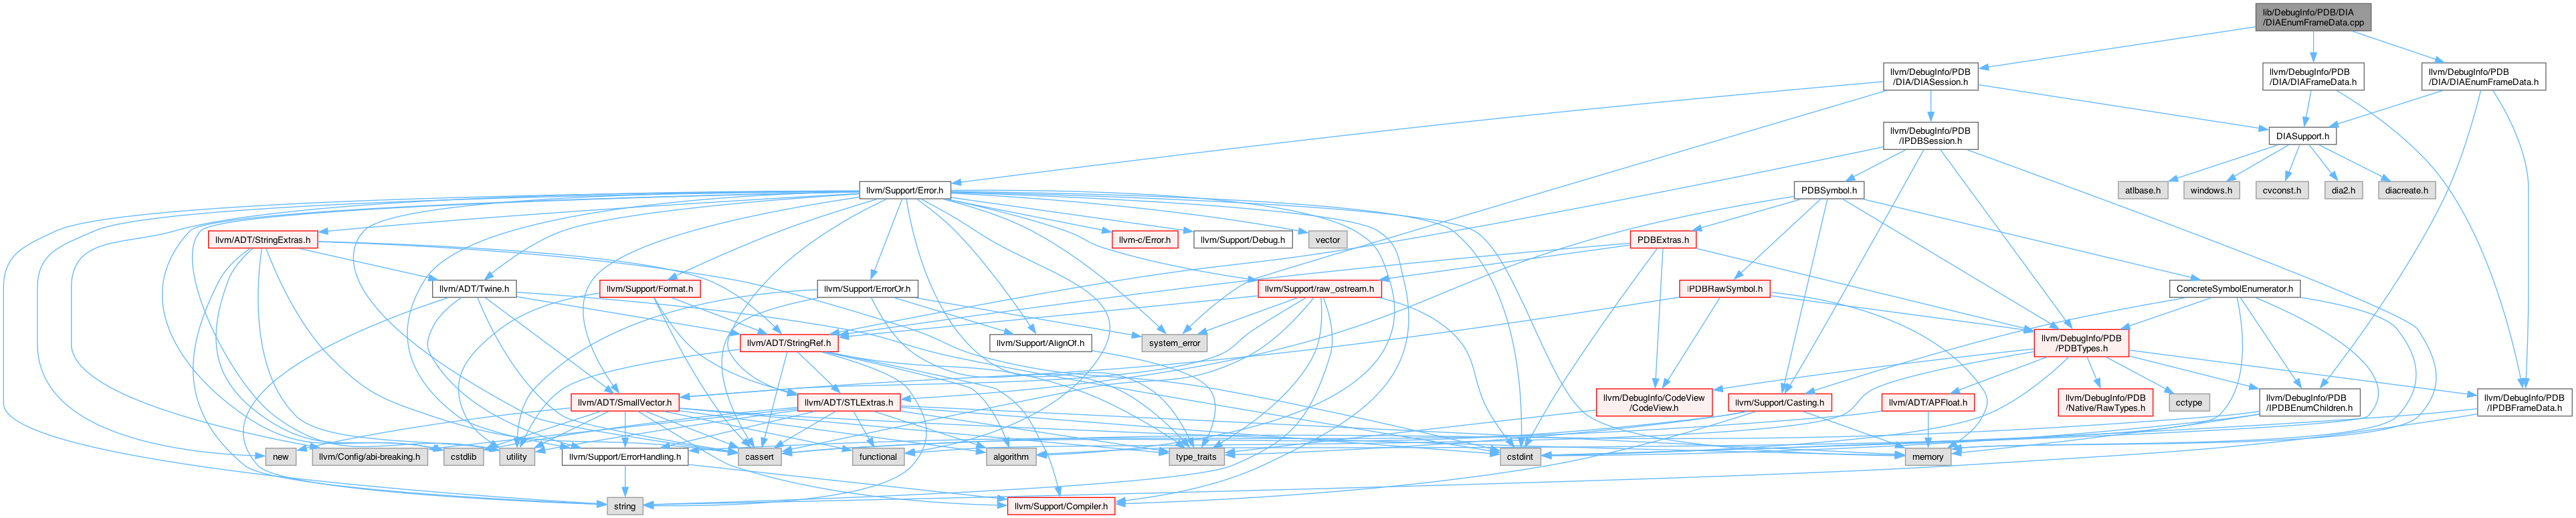 lib/DebugInfo/PDB/DIA
/DIAEnumFrameData.cpp
llvm/DebugInfo/PDB
/DIA/DIASession.h
llvm/DebugInfo/PDB
/DIA/DIAFrameData.h
llvm/DebugInfo/PDB
/DIA/DIAEnumFrameData.h
llvm/DebugInfo/PDB
/IPDBSession.h
DIASupport.h
llvm/Support/Error.h
PDBSymbol.h
atlbase.h
windows.h
cvconst.h
dia2.h
diacreate.h
llvm/ADT/StringExtras.h
llvm-c/Error.h
llvm/Support/Debug.h
vector
PDBExtras.h
llvm/ADT/Twine.h
llvm/Support/Format.h
llvm/Support/ErrorOr.h
llvm/Support/raw_ostream.h
IPDBRawSymbol.h
ConcreteSymbolEnumerator.h
llvm/ADT/StringRef.h
llvm/Support/AlignOf.h
system_error
llvm/DebugInfo/PDB
/PDBTypes.h
llvm/ADT/SmallVector.h
llvm/ADT/STLExtras.h
llvm/DebugInfo/CodeView
/CodeView.h
llvm/Support/Casting.h
llvm/ADT/APFloat.h
llvm/DebugInfo/PDB
/Native/RawTypes.h
cctype
llvm/DebugInfo/PDB
/IPDBEnumChildren.h
llvm/DebugInfo/PDB
/IPDBFrameData.h
new
llvm/Config/abi-breaking.h
cstdlib
utility
llvm/Support/ErrorHandling.h
cassert
functional
algorithm
type_traits
cstdint
memory
string
llvm/Support/Compiler.h